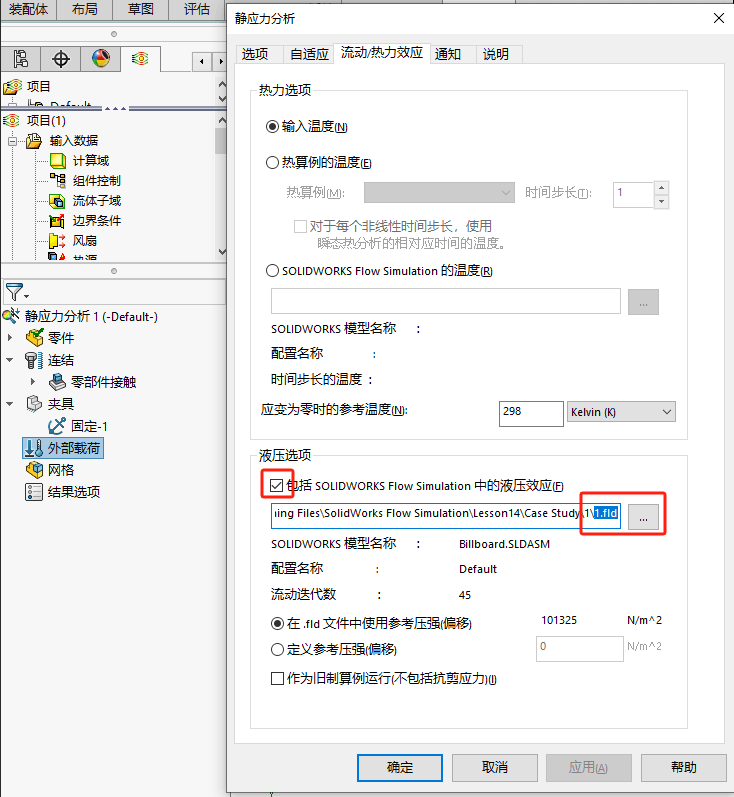 装配体 布局 草图 评估
项目
Default
项目(1)
输入数据
计算域
组件控制
流体子域
边界条件
风扇
热源
静应力分析 1 (-Default-)
零件
连结
零部件接触
夹具
固定-1
外部载荷
网格
结果选项
静应力分析
选项 自适应 流动/热力效应 通知 说明
热力选项
输入温度(N)
热算例的温度(E)
热算例(M): 时间步长(T): 1
对于每个非线性时间步长，使用
瞬态热分析的相对应时间的温度。
SOLIDWORKS Flow Simulation 的温度(R)
...
SOLIDWORKS 模型名称 :
配置名称 :
时间步长的温度 :
应变为零时的参考温度(N): 298 Kelvin (K)
液压选项
包括 SOLIDWORKS Flow Simulation 中的液压效应(F)
ing Files\SolidWorks Flow Simulation\Lesson14\Case Study\1\1.fld ...
SOLIDWORKS 模型名称 : Billboard.SLDASM
配置名称 : Default
流动迭代数 : 45
在 .fld 文件中使用参考压强(偏移) 101325 N/m^2
定义参考压强(偏移) 0 N/m^2
作为旧制算例运行(不包括抗剪应力)(I)
确定 取消 应用(A) 帮助